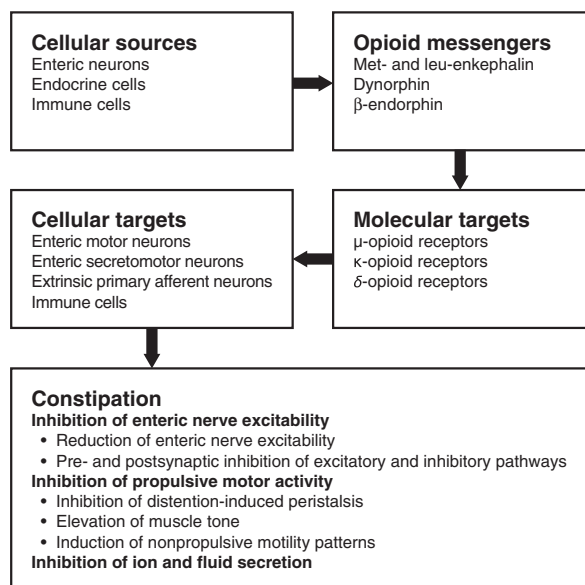 Cellular sources
Enteric neurons
Endocrine cells
Immune cells
Opioid messengers
Met- and leu-enkephalin
Dynorphin
β-endorphin
Cellular targets
Enteric motor neurons
Enteric secretomotor neurons
Extrinsic primary afferent neurons
Immune cells
Molecular targets
μ-opioid receptors
κ-opioid receptors
δ-opioid receptors
Constipation
Inhibition of enteric nerve excitability
• Reduction of enteric nerve excitability
• Pre- and postsynaptic inhibition of excitatory and inhibitory pathways
Inhibition of propulsive motor activity
• Inhibition of distention-induced peristalsis
• Elevation of muscle tone
• Induction of nonpropulsive motility patterns
Inhibition of ion and fluid secretion